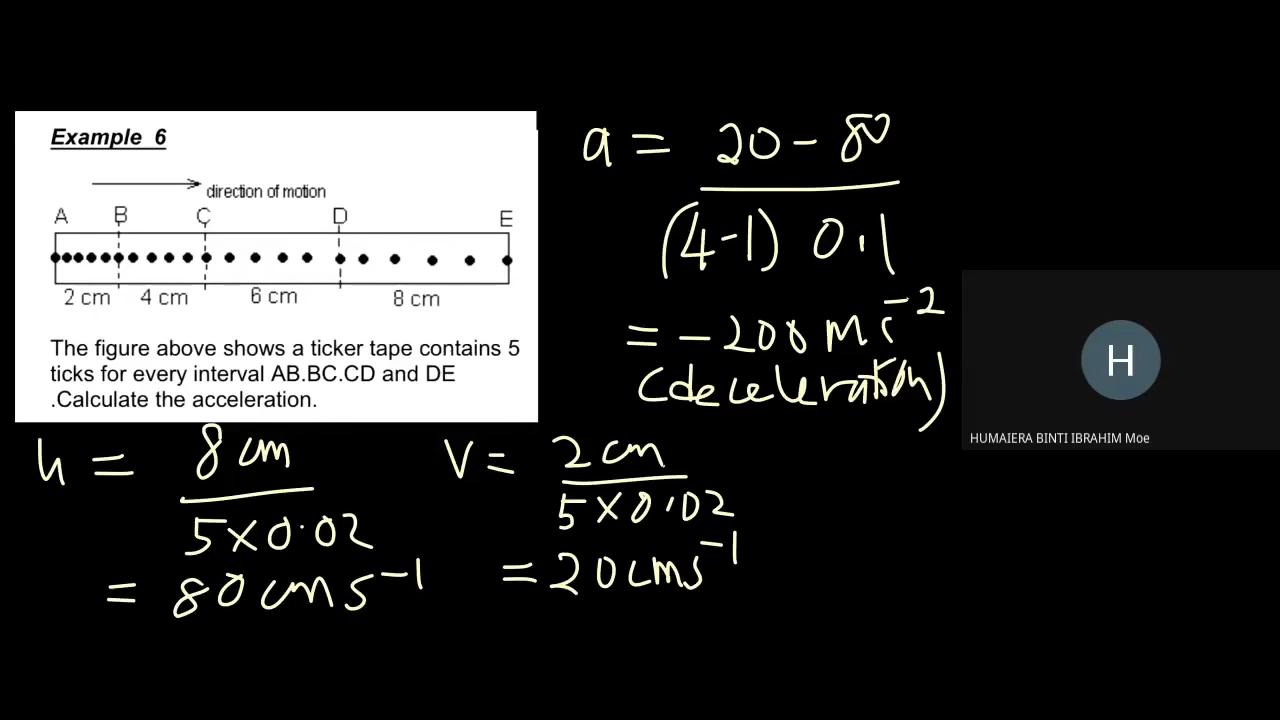 Example 6
direction of motion
A B C D E
2 cm 4 cm 6 cm 8 cm
The figure above shows a ticker tape contains 5
ticks for every interval AB.BC.CD and DE
.Calculate the acceleration.
a = 20 - 80
(4-1) 0.1
= -200 ms⁻²
(deceleration)
u = 8 cm
5 × 0.02
= 80 cm s⁻¹
v = 2 cm
5 × 0.02
= 20 cms⁻¹
H
HUMAIERA BINTI IBRAHIM Moe